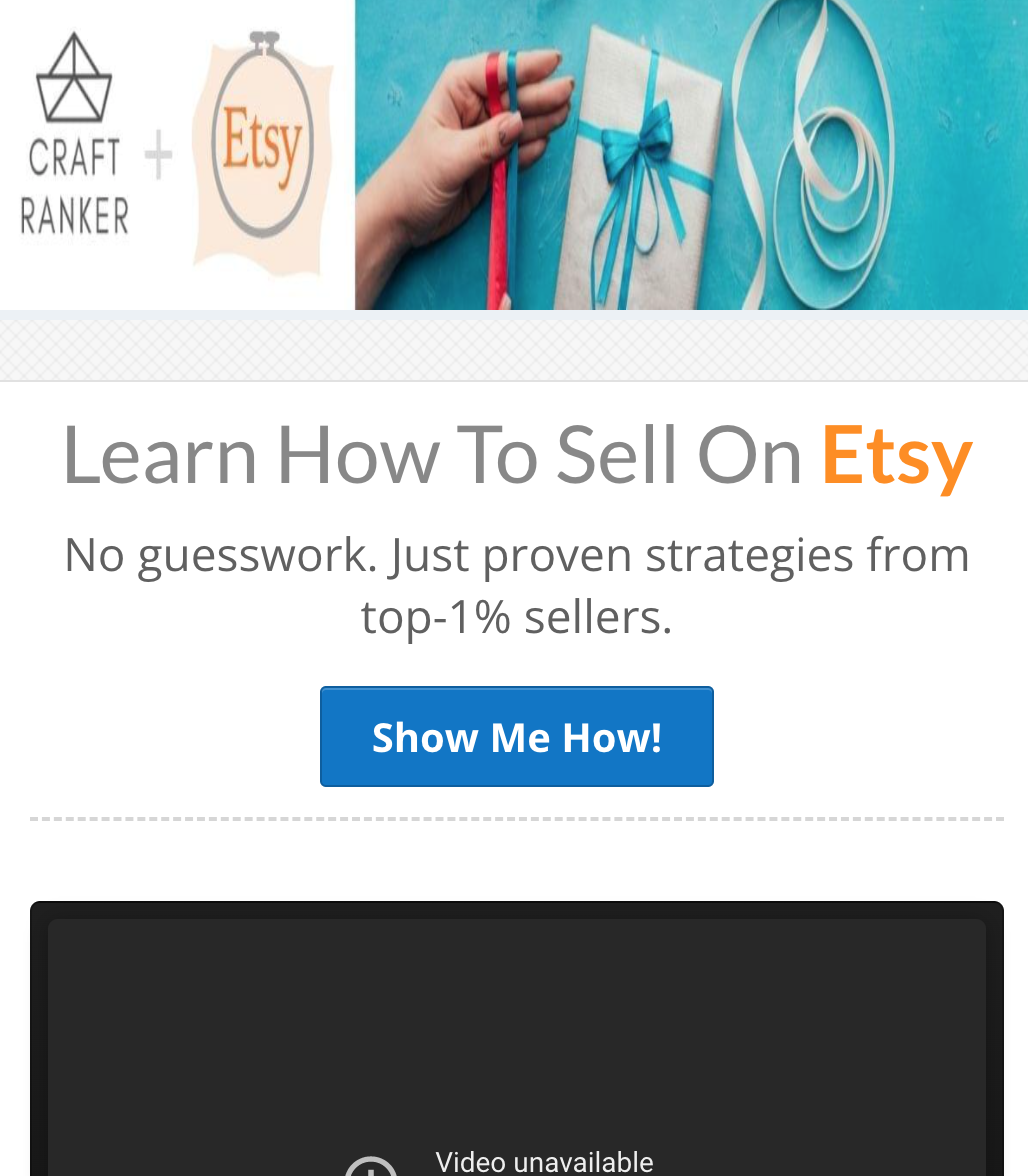 CRAFT
RANKER
+
Etsy
Learn How To Sell On Etsy
No guesswork. Just proven strategies from
top-1% sellers.
Show Me How!
Video unavailable